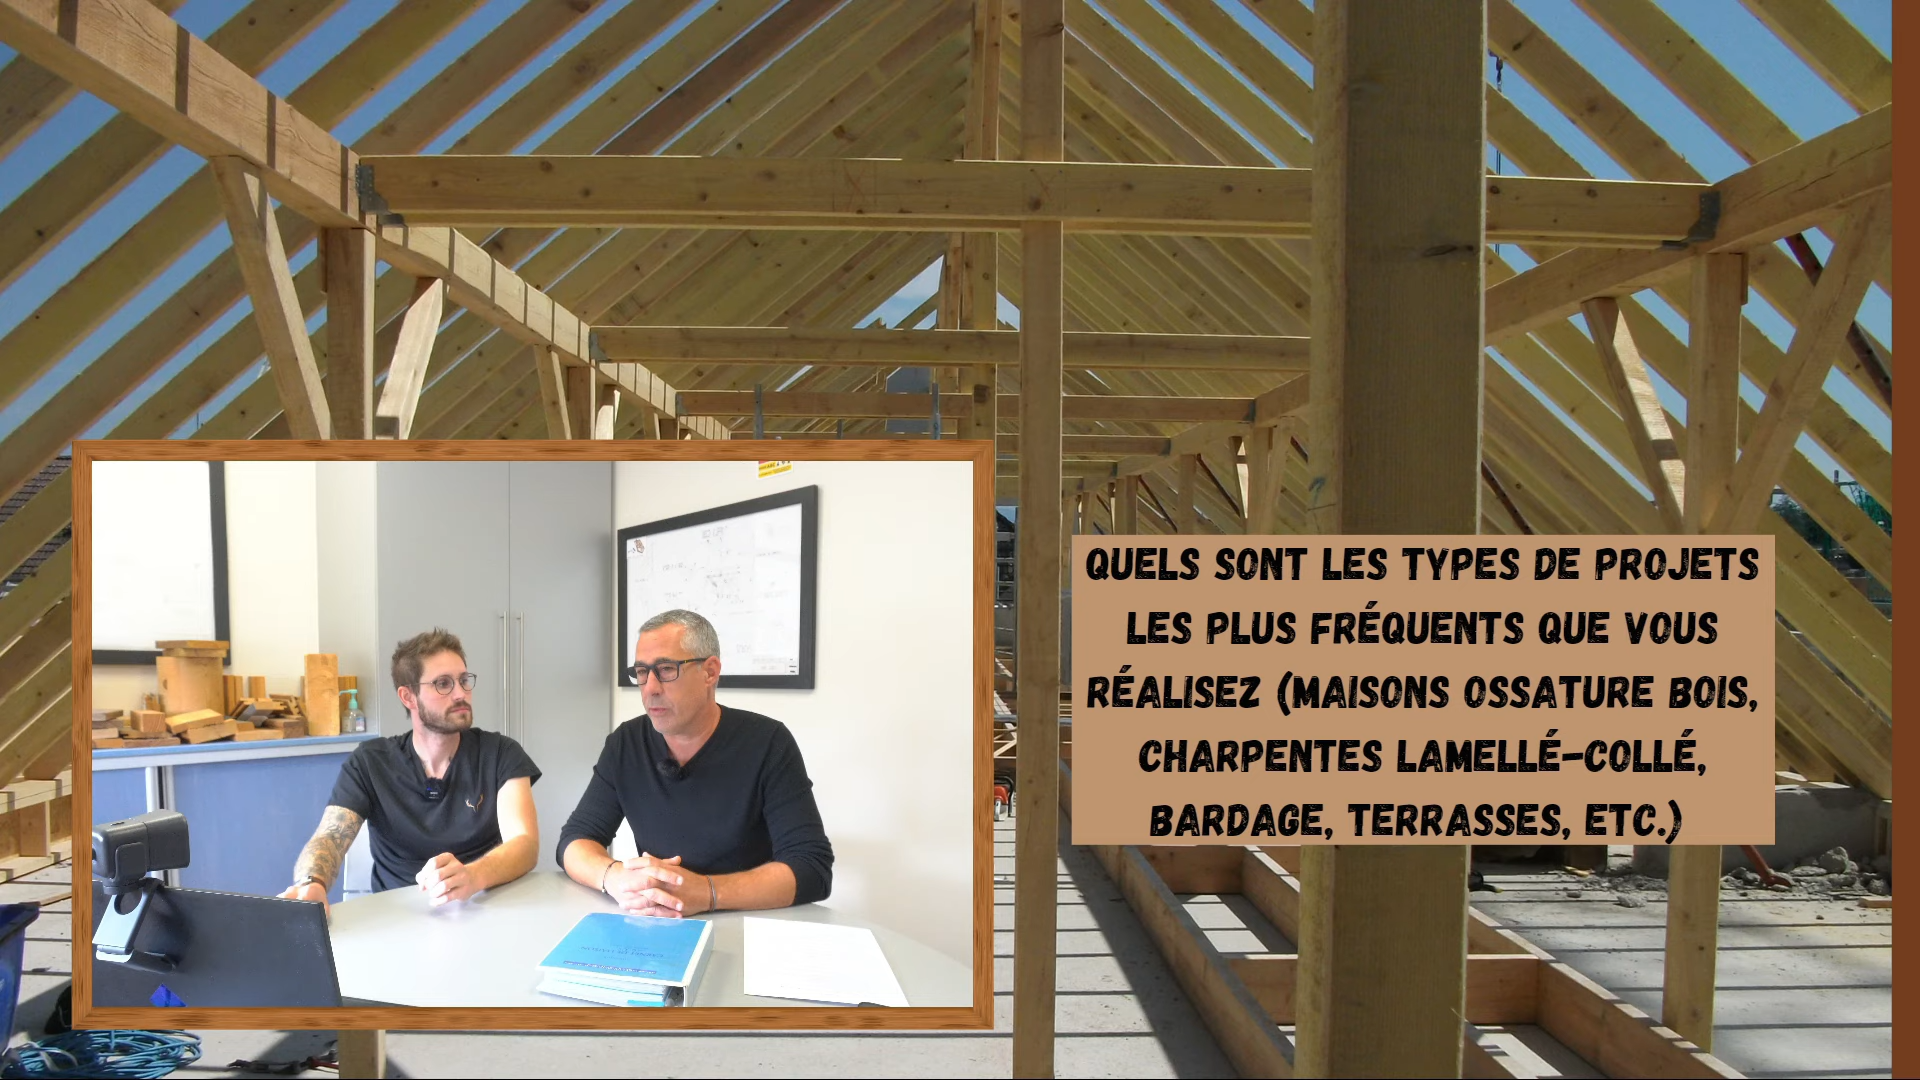 QUELS SONT LES TYPES DE PROJETS
LES PLUS FRÉQUENTS QUE VOUS
RÉALISEZ (MAISONS OSSATURE BOIS,
CHARPENTES LAMELLÉ-COLLÉ,
BARDAGE, TERRASSES, ETC.)